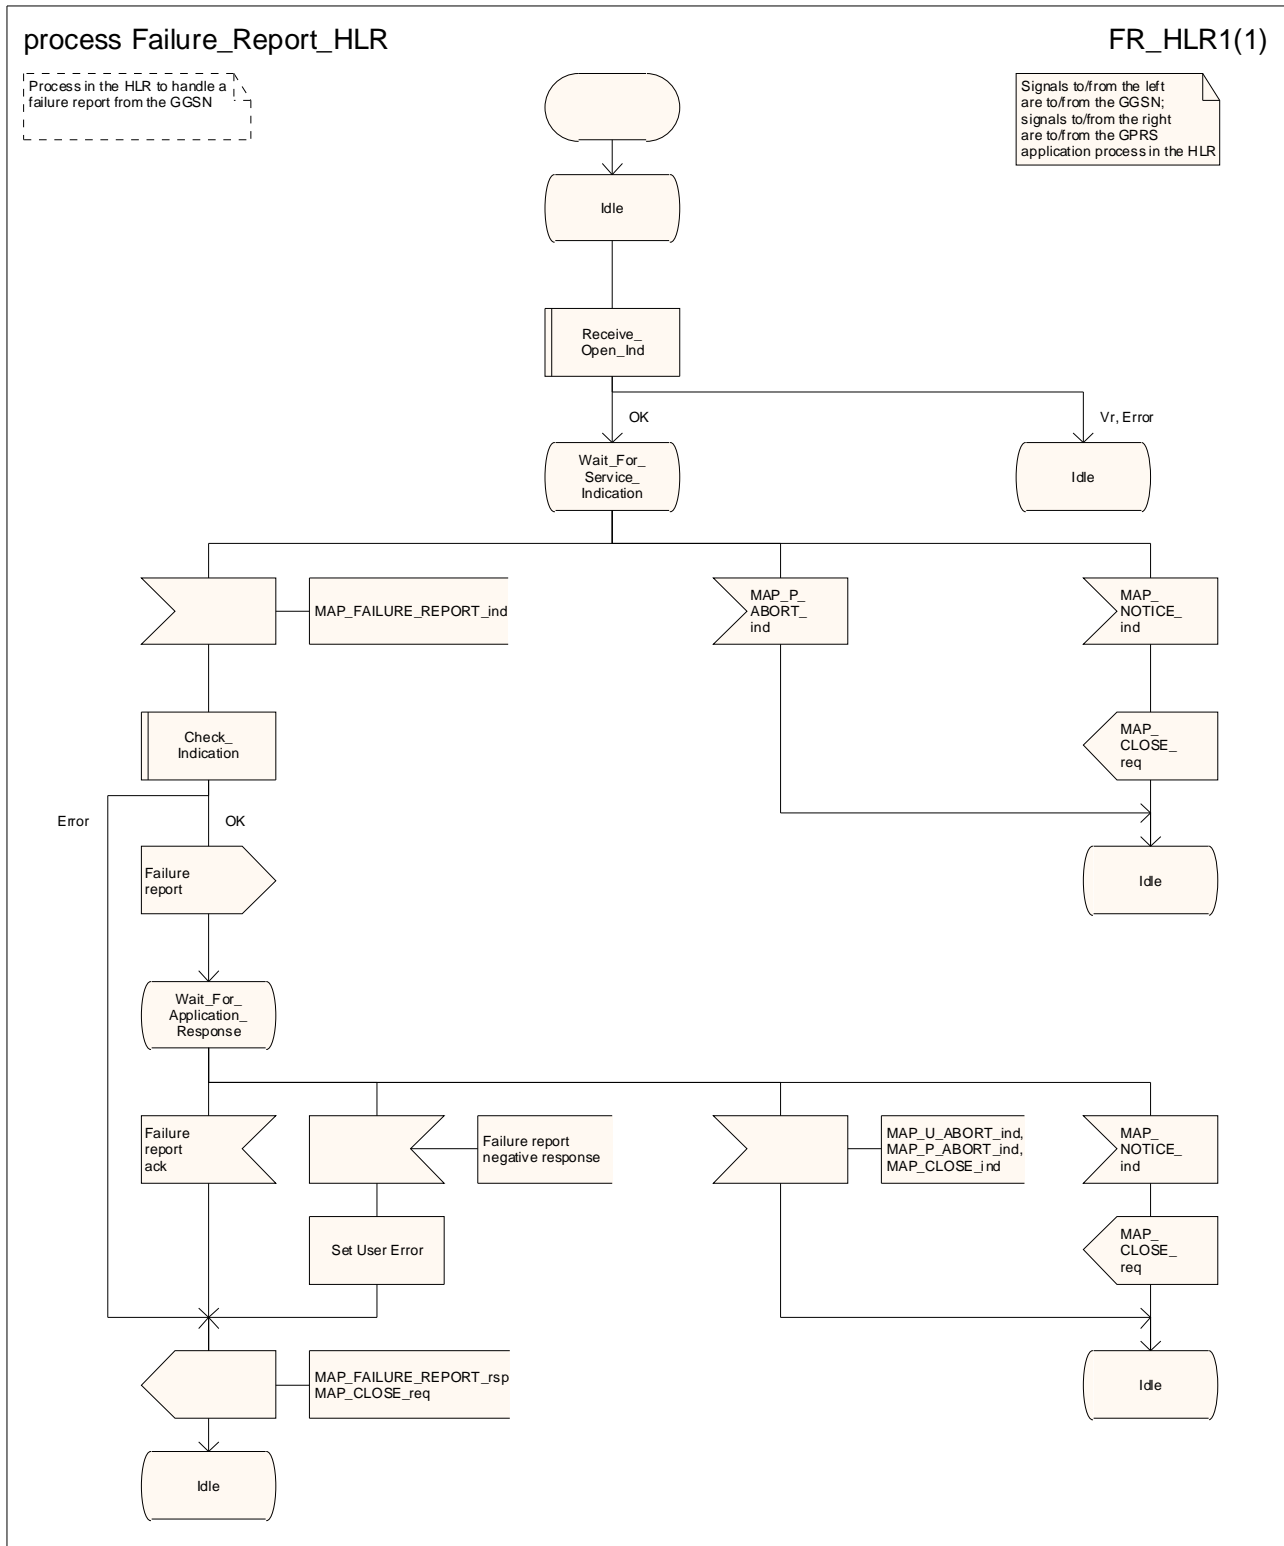 process Failure_Report_HLR
FR_HLR1(1)
Process in the HLR to handle a
failure report from the GGSN
Signals to/from the left
are to/from the GGSN;
signals to/from the right
are to/from the GPRS
application process in the HLR
Idle
Receive_
Open_Ind
OK
Vr, Error
Wait_For_
Service_
Indication
Idle
MAP_FAILURE_REPORT_ind
MAP_P_
ABORT_
ind
MAP_
NOTICE_
ind
Check_
Indication
MAP_
CLOSE_
req
Error
OK
Failure
report
Idle
Wait_For_
Application_
Response
Failure
report
ack
Failure report
negative response
MAP_U_ABORT_ind,
MAP_P_ABORT_ind,
MAP_CLOSE_ind
MAP_
NOTICE_
ind
Set User Error
MAP_
CLOSE_
req
MAP_FAILURE_REPORT_rsp
MAP_CLOSE_req
Idle
Idle